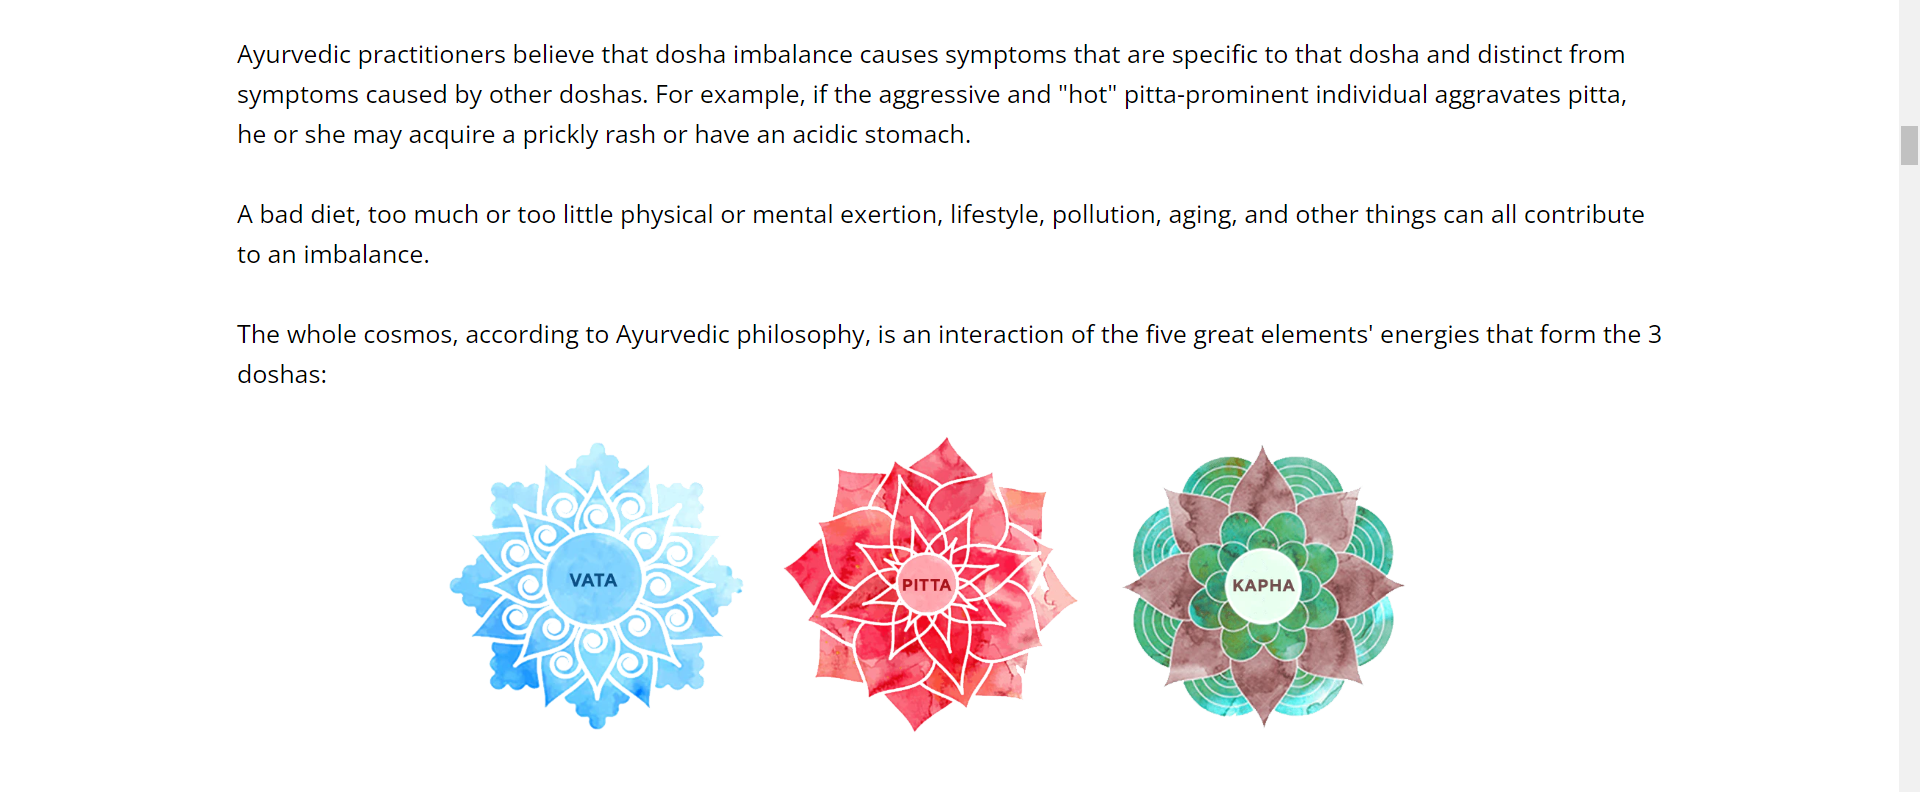 Ayurvedic practitioners believe that dosha imbalance causes symptoms that are specific to that dosha and distinct from
symptoms caused by other doshas. For example, if the aggressive and "hot" pitta-prominent individual aggravates pitta,
he or she may acquire a prickly rash or have an acidic stomach.
A bad diet, too much or too little physical or mental exertion, lifestyle, pollution, aging, and other things can all contribute
to an imbalance.
The whole cosmos, according to Ayurvedic philosophy, is an interaction of the five great elements' energies that form the 3
doshas:
VATA
PITTA
KAPHA